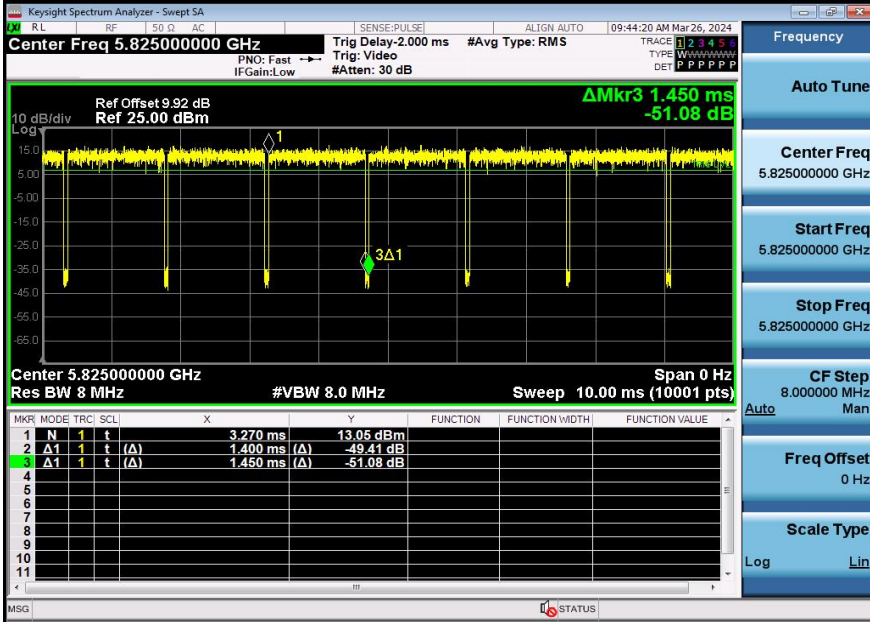 Keysight Spectrum Analyzer - Swept SA
LXI RL RF 50 Ω AC SENSE:PULSE ALIGN AUTO 09:44:20 AM Mar 26, 2024
Center Freq 5.825000000 GHz PNO: Fast IFGain:Low Trig Delay-2.000 ms #Avg Type: RMS TRACE 1 2 3 4 5 6
Trig: Video TYPE WWWWWW
#Atten: 30 dB DET P P P P P P
Ref Offset 9.92 dB ΔMkr3 1.450 ms
10 dB/div Ref 25.00 dBm -51.08 dB
Log
15.0
5.00
-5.00
-15.0
-25.0
-35.0
-45.0
-55.0
-65.0
1
3Δ1
Center 5.825000000 GHz Span 0 Hz
Res BW 8 MHz #VBW 8.0 MHz Sweep 10.00 ms (10001 pts)
MKR MODE TRC SCL X Y FUNCTION FUNCTION WIDTH FUNCTION VALUE
1 N 1 t 3.270 ms 13.05 dBm
2 Δ1 1 t (Δ) 1.400 ms (Δ) -49.41 dB
3 Δ1 1 t (Δ) 1.450 ms (Δ) -51.08 dB
4
5
6
7
8
9
10
11
MSG STATUS
Frequency
Auto Tune
Center Freq
5.825000000 GHz
Start Freq
5.825000000 GHz
Stop Freq
5.825000000 GHz
CF Step
8.000000 MHz
Auto Man
Freq Offset
0 Hz
Scale Type
Log Lin